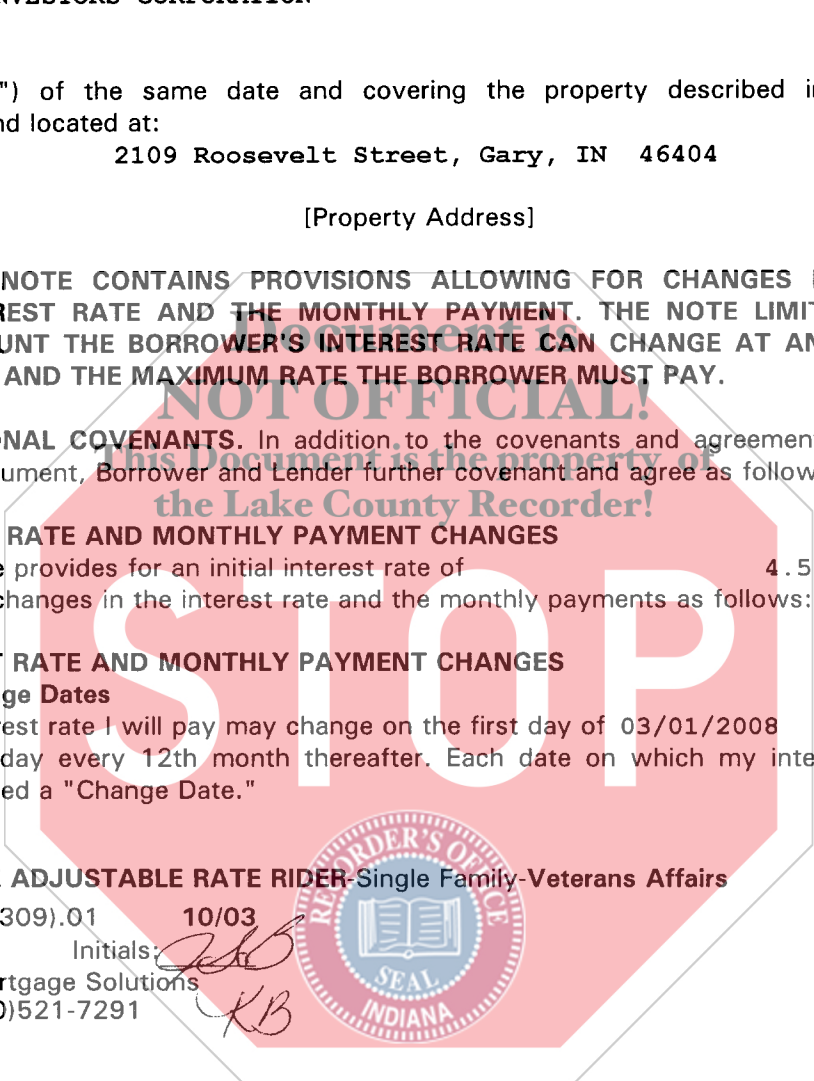 NVESTORS CORPORATION
") of the same date and covering the property described i
nd located at:
2109 Roosevelt Street, Gary, IN 46404
[Property Address]
NOTE CONTAINS PROVISIONS ALLOWING FOR CHANGES
REST RATE AND THE MONTHLY PAYMENT. THE NOTE LIMIT
UNT THE BORROWER'S INTEREST RATE CAN CHANGE AT AN
AND THE MAXIMUM RATE THE BORROWER MUST PAY.
Document is
NOT OFFICIAL!
This Document is the property of
the Lake County Recorder!
NAL COVENANTS. In addition to the covenants and agreement
ument, Borrower and Lender further covenant and agree as follow
RATE AND MONTHLY PAYMENT CHANGES
e provides for an initial interest rate of 4.5
changes in the interest rate and the monthly payments as follows:
STOP
T RATE AND MONTHLY PAYMENT CHANGES
ge Dates
rest rate I will pay may change on the first day of 03/01/2008
day every 12th month thereafter. Each date on which my inte
ed a "Change Date."
ADJUSTABLE RATE RIDER-Single Family-Veterans Affairs
309).01 10/03
Initials:
rtgage Solutions
0)521-7291 KB
RECORDER'S OFFICE
SEAL
INDIANA